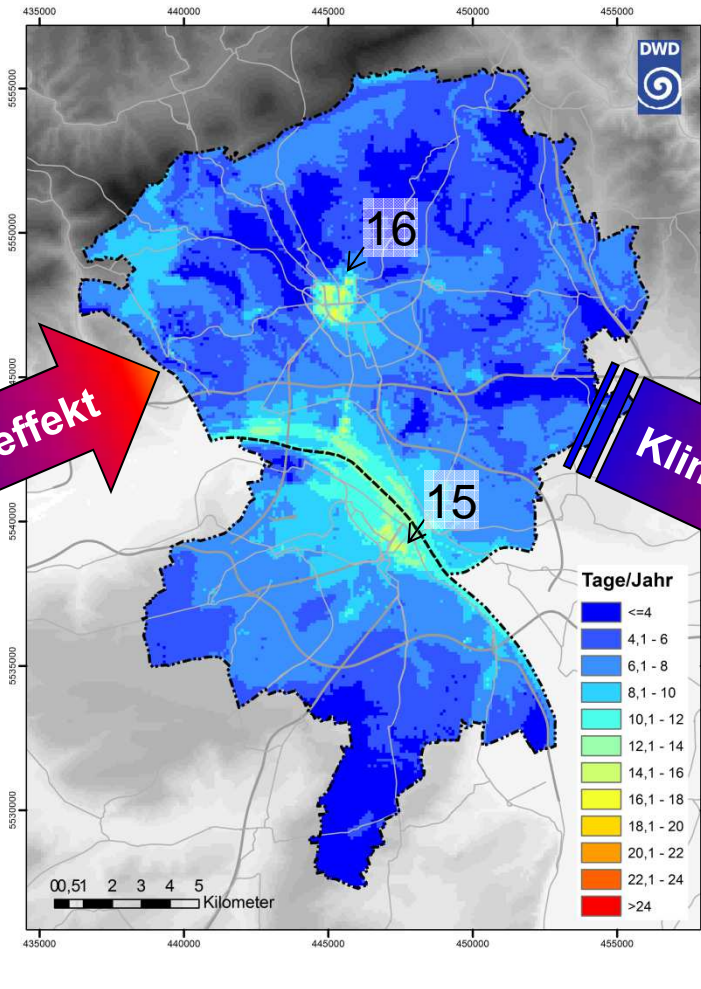 435000 440000 445000 450000 455000
DWD
5555000
5550000
16
45000
effekt
Klim
15
5540000
Tage/Jahr
<=4
4,1 - 6
6,1 - 8
8,1 - 10
10,1 - 12
12,1 - 14
14,1 - 16
16,1 - 18
18,1 - 20
20,1 - 22
22,1 - 24
>24
5535000
5530000
00,51 2 3 4 5
Kilometer
435000 440000 445000 450000 455000